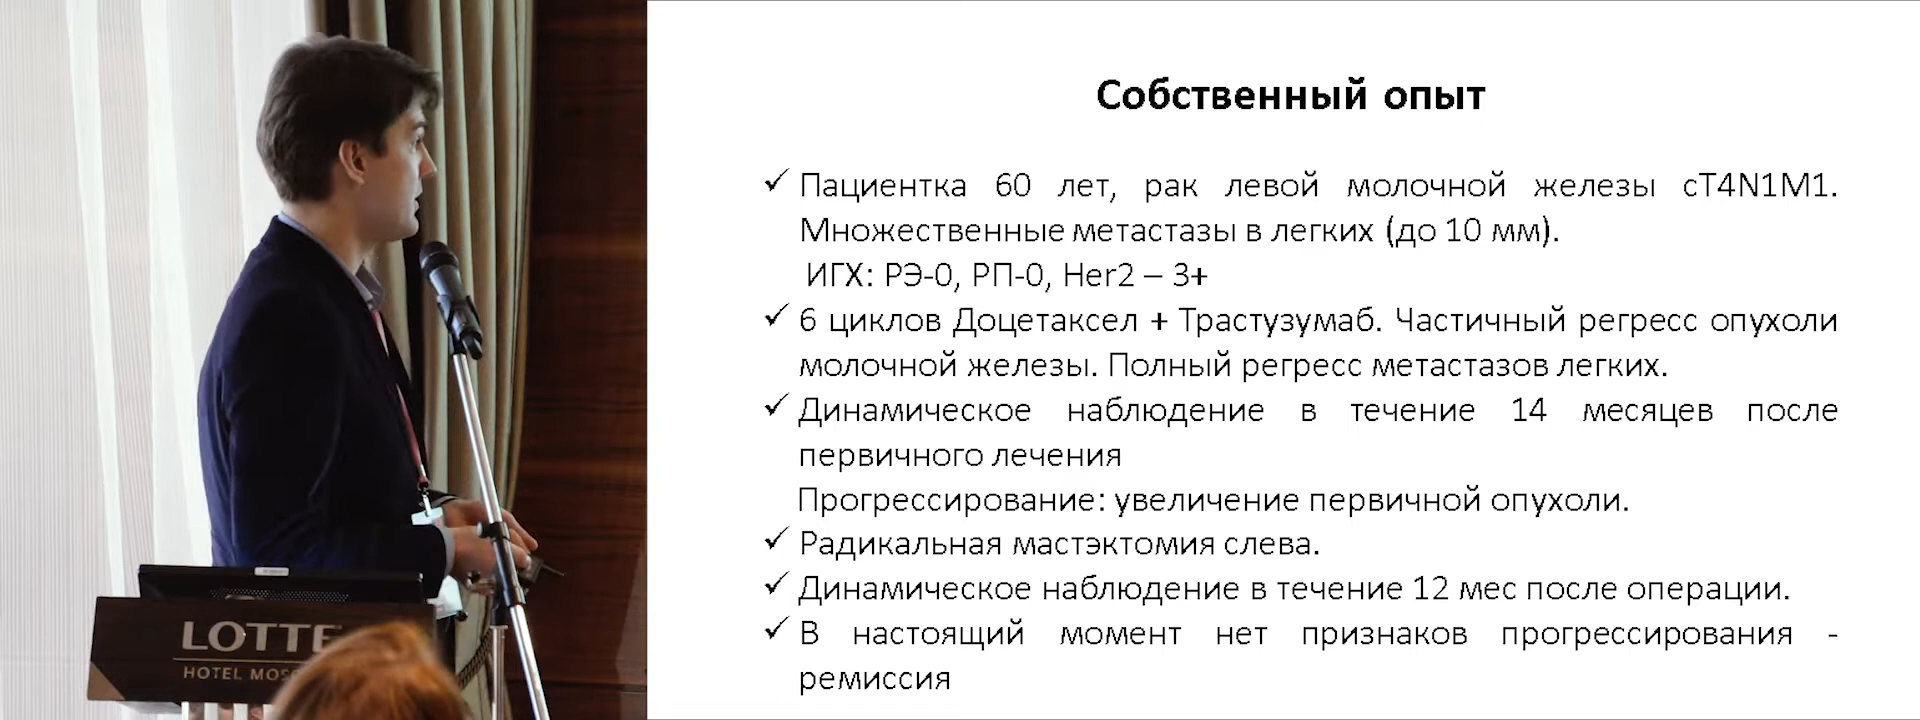 Собственный опыт
Пациентка 60 лет, рак левой молочной железы cT4N1M1.
Множественные метастазы в легких (до 10 мм).
ИГХ: РЭ-0, РП-0, Her2 – 3+
6 циклов Доцетаксел + Трастузумаб. Частичный регресс опухоли
молочной железы. Полный регресс метастазов легких.
Динамическое наблюдение в течение 14 месяцев после
первичного лечения
Прогрессирование: увеличение первичной опухоли.
Радикальная мастэктомия слева.
Динамическое наблюдение в течение 12 мес после операции.
В настоящий момент нет признаков прогрессирования -
ремиссия
LOTTE
HOTEL